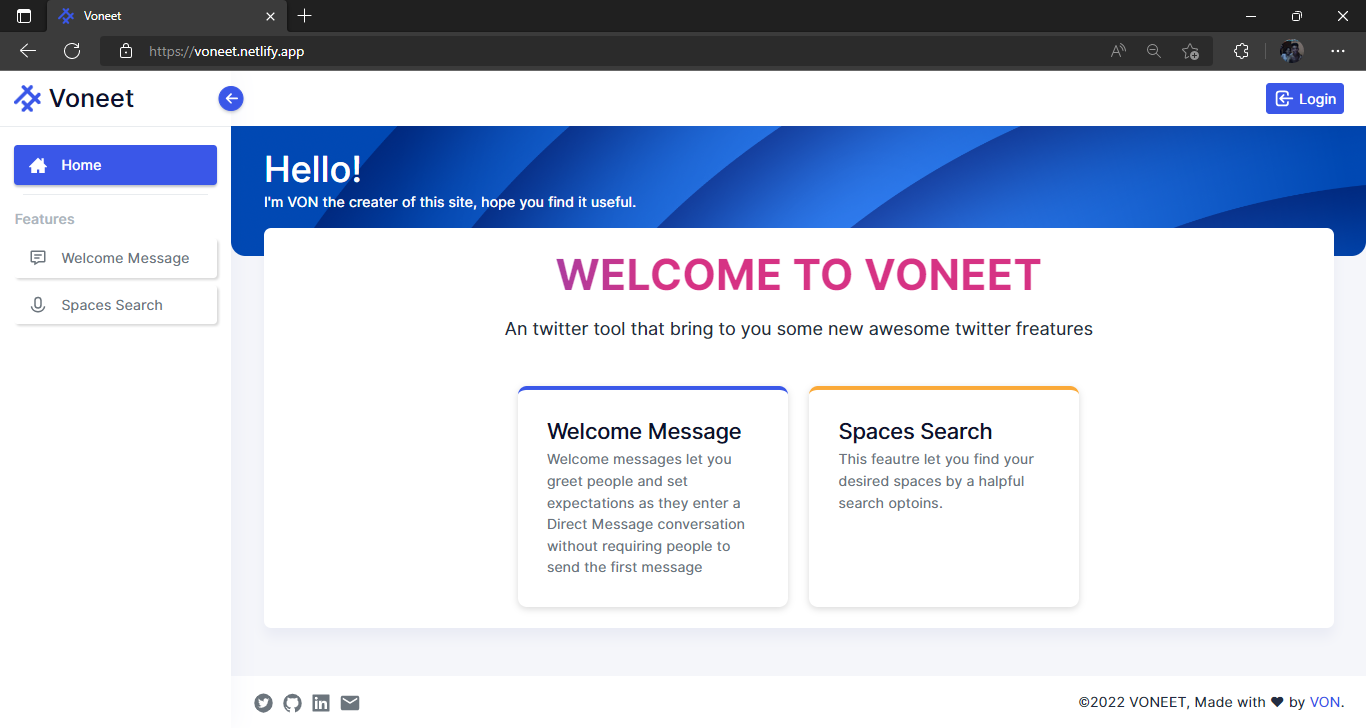 Voneet
https://voneet.netlify.app
Voneet
Login
Home
Features
Welcome Message
Spaces Search
Hello!
I'm VON the creator of this site, hope you find it useful.
WELCOME TO VONEET
An twitter tool that bring to you some new awesome twitter freatures
Welcome Message
Welcome messages let you
greet people and set
expectations as they enter a
Direct Message conversation
without requiring people to
send the first message
Spaces Search
This feautre let you find your
desired spaces by a halpful
search optoins.
©2022 VONEET, Made with ❤ by VON.